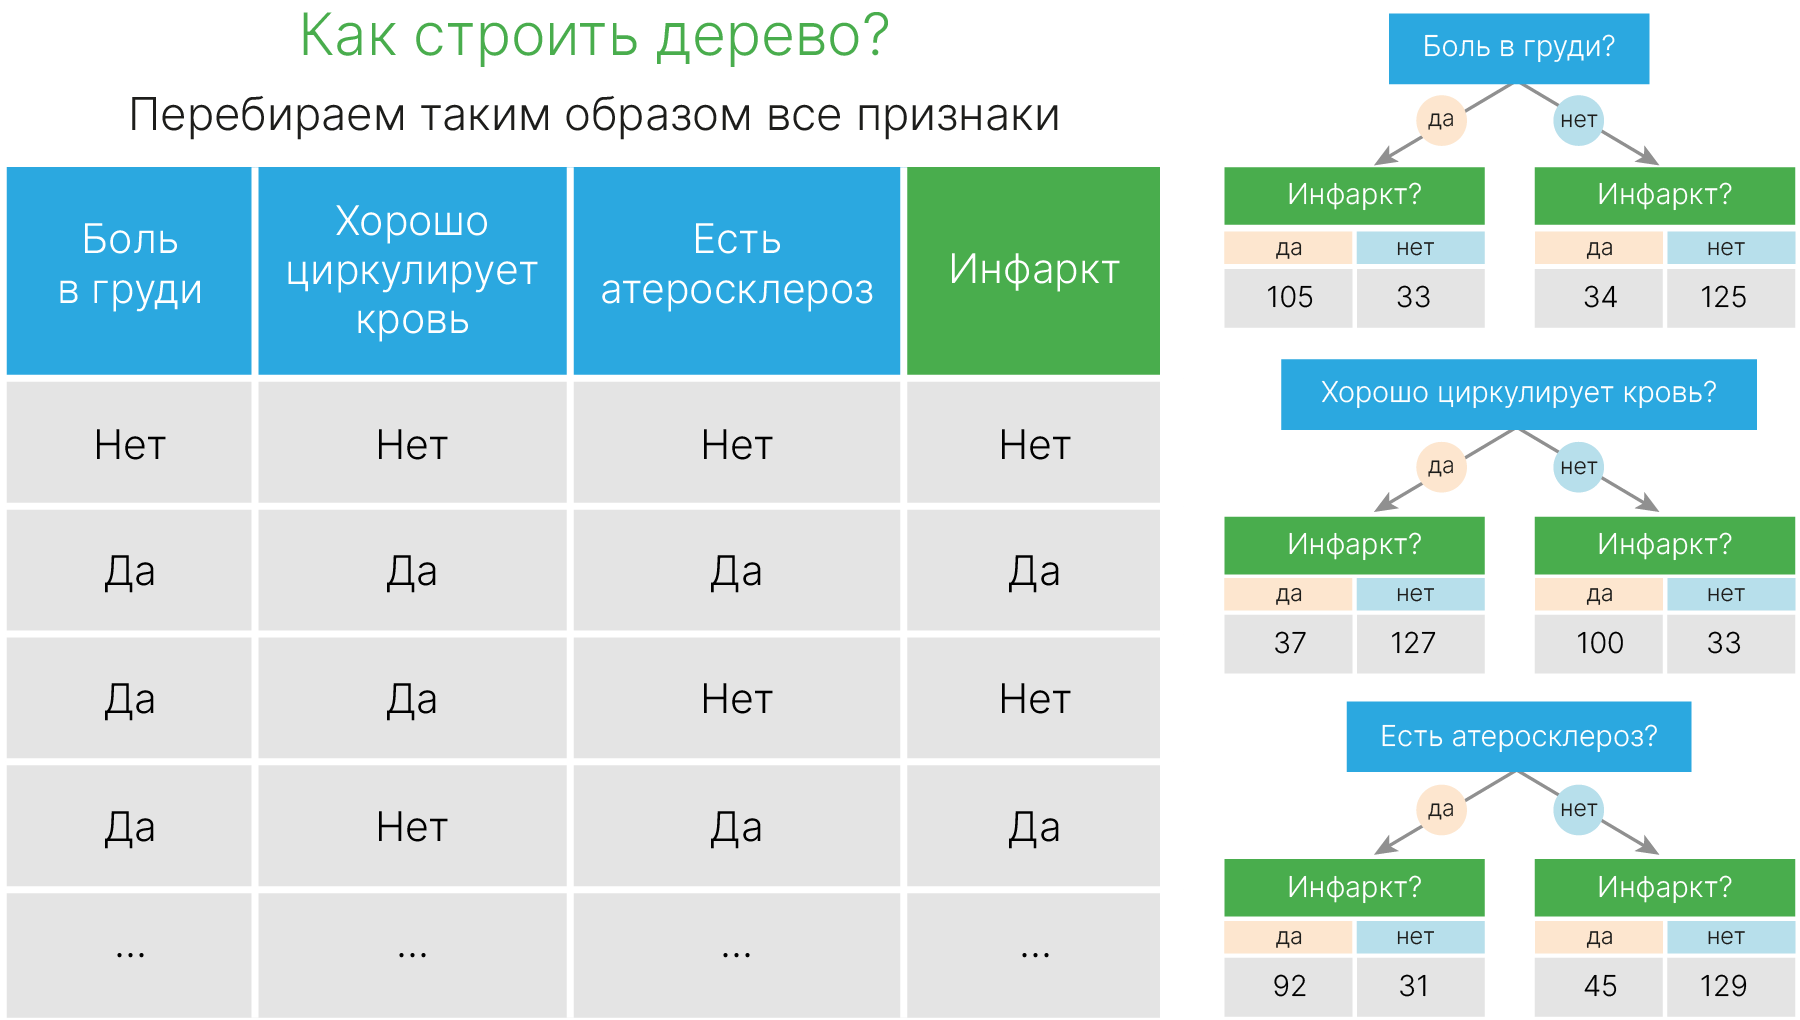 Как строить дерево?
Перебираем таким образом все признаки
Боль
в груди
Хорошо
циркулирует
кровь
Есть
атеросклероз
Инфаркт
Нет Нет Нет Нет
Да Да Да Да
Да Да Нет Нет
Да Нет Да Да
... ... ... ...
Боль в груди?
да нет
Инфаркт? Инфаркт?
да нет да нет
105 33 34 125
Хорошо циркулирует кровь?
да нет
Инфаркт? Инфаркт?
да нет да нет
37 127 100 33
Есть атеросклероз?
да нет
Инфаркт? Инфаркт?
да нет да нет
92 31 45 129